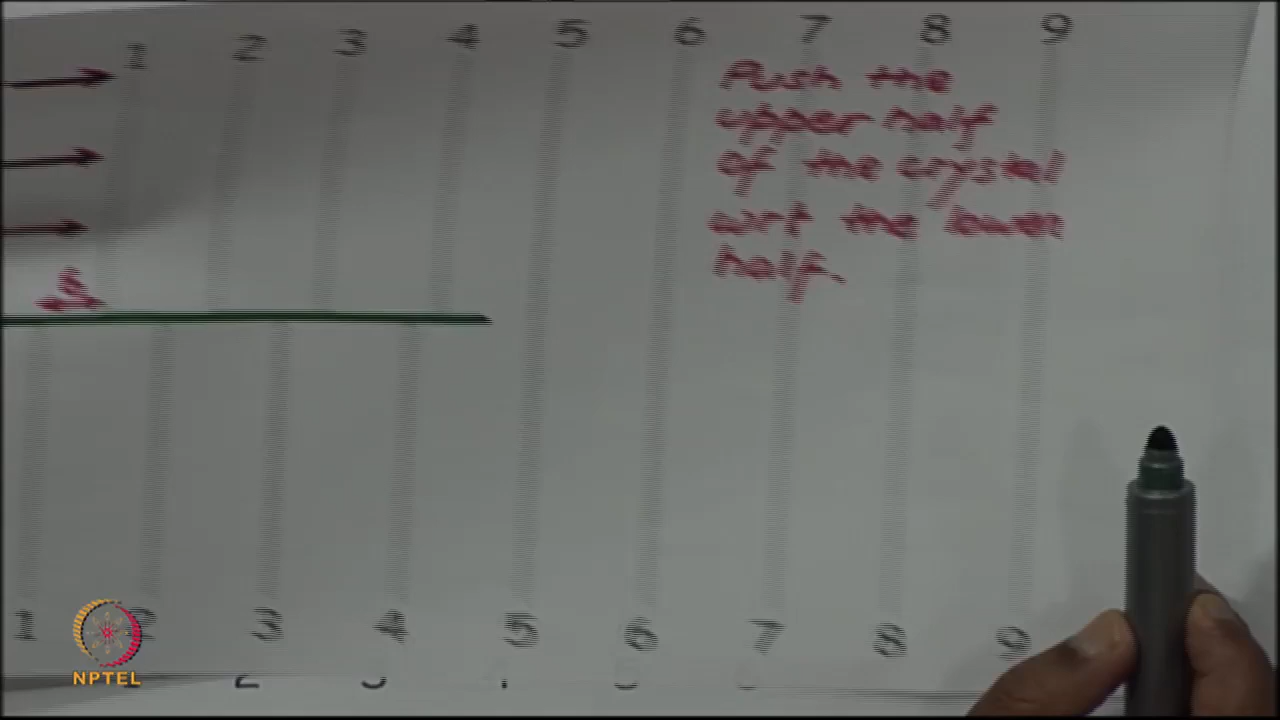 1 2 3 4 5 6 7 8 9
Push the
upper half
of the crystal
wrt the lower
half.
S
1 2 3 4 5 6 7 8 9
NPTEL